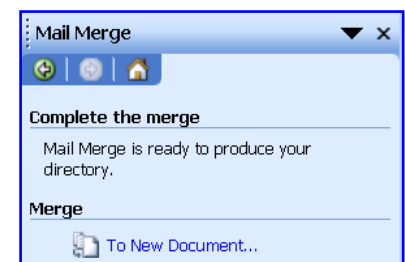 Mail Merge
Complete the merge
Mail Merge is ready to produce your
directory.
Merge
To New Document...